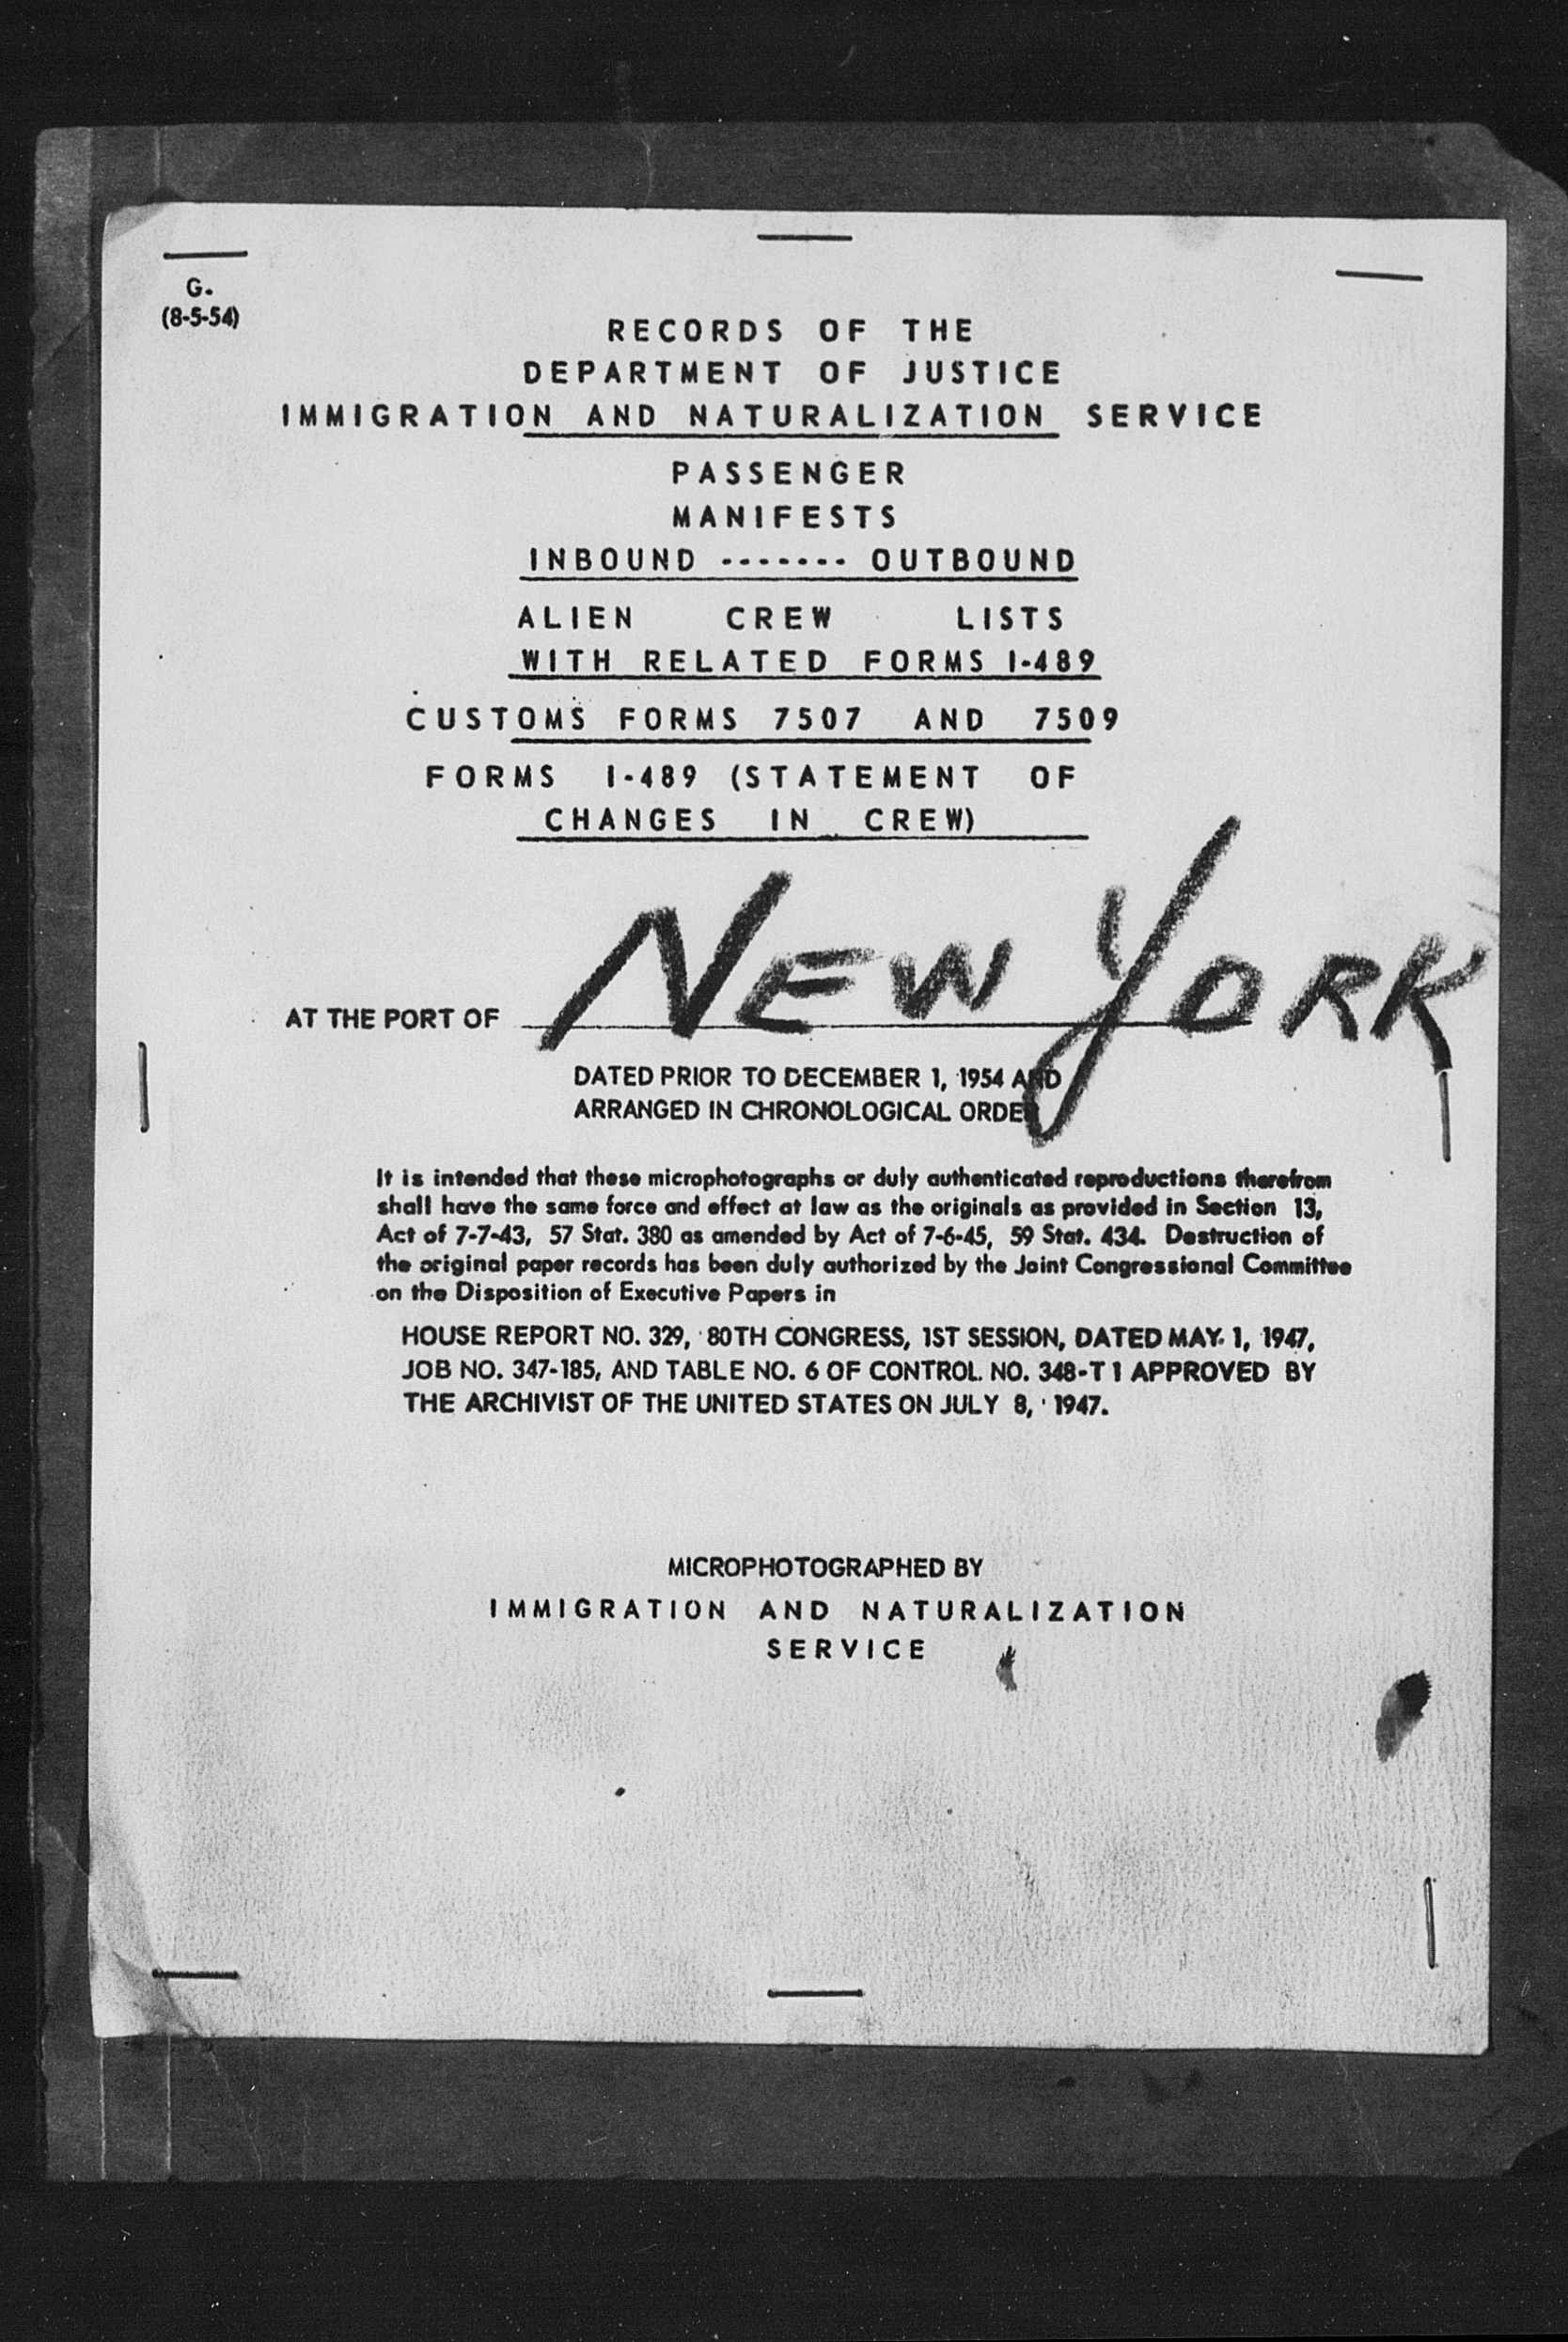 G.
(8-5-54)
RECORDS OF THE
DEPARTMENT OF JUSTICE
IMMIGRATION AND NATURALIZATION SERVICE
PASSENGER
MANIFESTS
INBOUND ------- OUTBOUND
ALIEN CREW LISTS
WITH RELATED FORMS I-489
CUSTOMS FORMS 7507 AND 7509
FORMS I-489 (STATEMENT OF
CHANGES IN CREW)
AT THE PORT OF NEW YORK
DATED PRIOR TO DECEMBER 1, 1954 AND
ARRANGED IN CHRONOLOGICAL ORDER
It is intended that these microphotographs or duly authenticated reproductions therefrom
shall have the same force and effect at law as the originals as provided in Section 13,
Act of 7-7-43, 57 Stat. 380 as amended by Act of 7-6-45, 59 Stat. 434. Destruction of
the original paper records has been duly authorized by the Joint Congressional Committee
on the Disposition of Executive Papers in
HOUSE REPORT NO. 329, 80TH CONGRESS, 1ST SESSION, DATED MAY 1, 1947,
JOB NO. 347-185, AND TABLE NO. 6 OF CONTROL NO. 348-T1 APPROVED BY
THE ARCHIVIST OF THE UNITED STATES ON JULY 8, 1947.
MICROPHOTOGRAPHED BY
IMMIGRATION AND NATURALIZATION
SERVICE